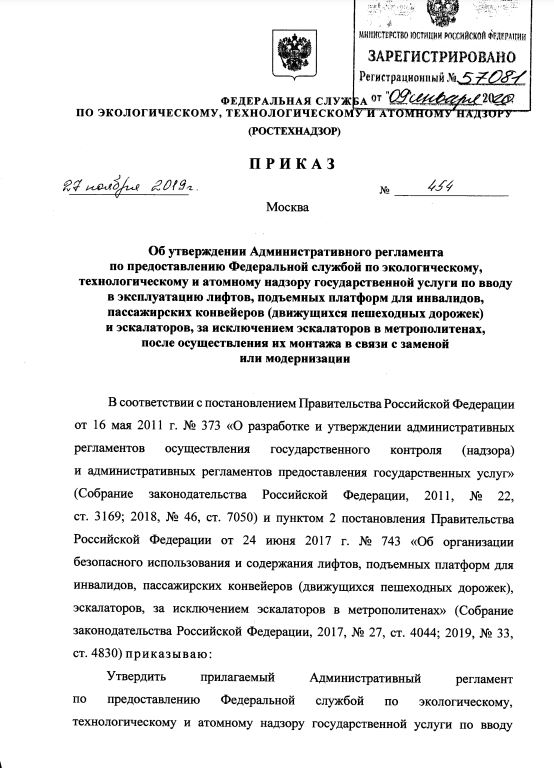 МИНИСТЕРСТВО ЮСТИЦИИ РОССИЙСКОЙ ФЕДЕРАЦИИ
ЗАРЕГИСТРИРОВАНО
Регистрационный № 57081
от "09" января 2020
ФЕДЕРАЛЬНАЯ СЛУЖБА
ПО ЭКОЛОГИЧЕСКОМУ, ТЕХНОЛОГИЧЕСКОМУ И АТОМНОМУ НАДЗОРУ
(РОСТЕХНАДЗОР)
ПРИКАЗ
27 ноября 2019г. № 454
Москва
Об утверждении Административного регламента
по предоставлению Федеральной службой по экологическому,
технологическому и атомному надзору государственной услуги по вводу
в эксплуатацию лифтов, подъемных платформ для инвалидов,
пассажирских конвейеров (движущихся пешеходных дорожек)
и эскалаторов, за исключением эскалаторов в метрополитенах,
после осуществления их монтажа в связи с заменой
или модернизации
В соответствии с постановлением Правительства Российской Федерации
от 16 мая 2011 г. № 373 «О разработке и утверждении административных
регламентов осуществления государственного контроля (надзора)
и административных регламентов предоставления государственных услуг»
(Собрание законодательства Российской Федерации, 2011, № 22,
ст. 3169; 2018, № 46, ст. 7050) и пунктом 2 постановления Правительства
Российской Федерации от 24 июня 2017 г. № 743 «Об организации
безопасного использования и содержания лифтов, подъемных платформ для
инвалидов, пассажирских конвейеров (движущихся пешеходных дорожек),
эскалаторов, за исключением эскалаторов в метрополитенах» (Собрание
законодательства Российской Федерации, 2017, № 27, ст. 4044; 2019, № 33,
ст. 4830) приказываю:
Утвердить прилагаемый Административный регламент
по предоставлению Федеральной службой по экологическому,
технологическому и атомному надзору государственной услуги по вводу